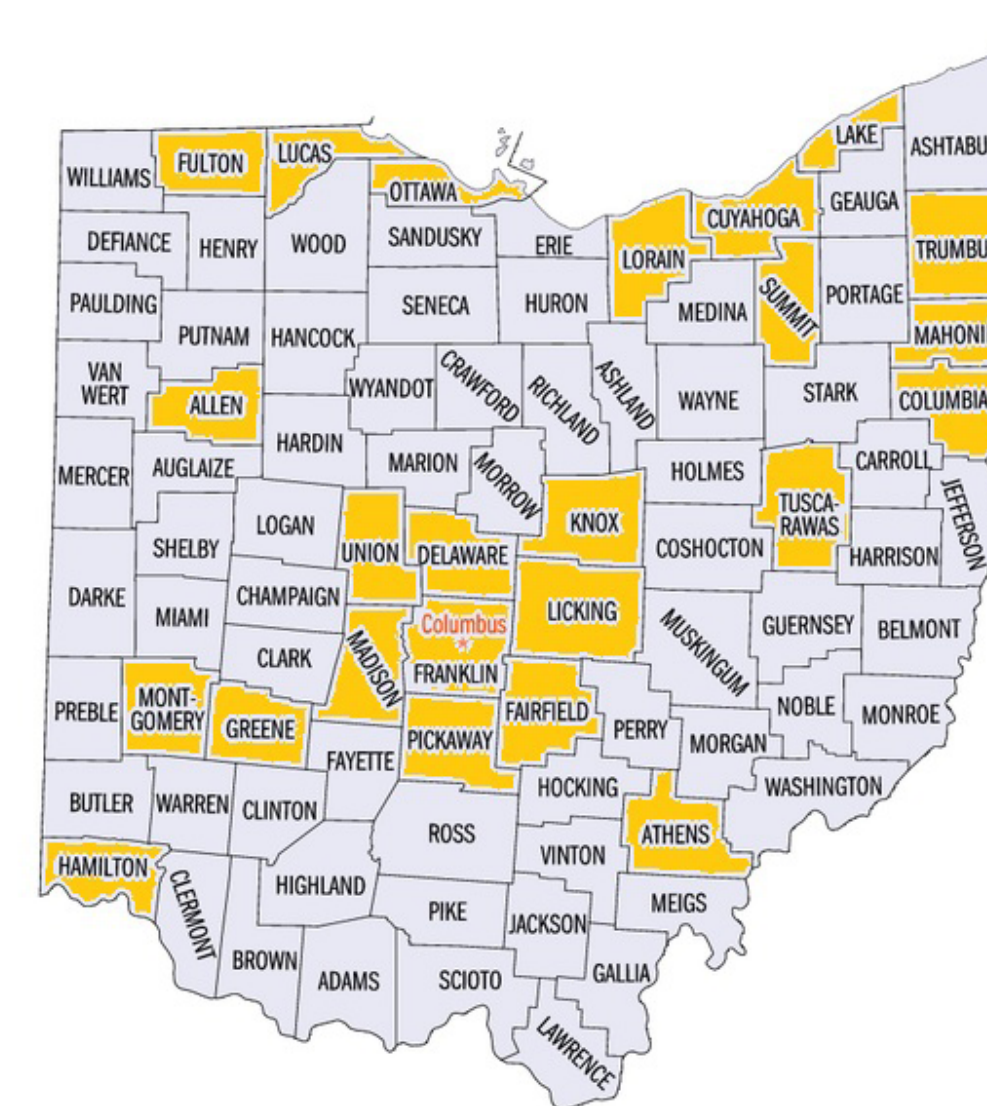 LAKE
ASHTABU
FULTON
LUCAS
WILLIAMS
OTTAWA
GEAUGA
CUYAHOGA
DEFIANCE
HENRY
WOOD
SANDUSKY
ERIE
LORAIN
TRUMBU
PAULDING
SENECA
HURON
MEDINA
SUMMIT
PORTAGE
PUTNAM
HANCOCK
MAHONI
VAN
WERT
WYANDOT
CRAWFORD
RICHLAND
ASHLAND
WAYNE
STARK
COLUMBIA
ALLEN
HARDIN
MERCER
AUGLAIZE
MARION
MORROW
HOLMES
CARROLL
JEFFERSON
LOGAN
KNOX
TUSCA-
RAWAS
SHELBY
UNION
DELAWARE
COSHOCTON
HARRISON
DARKE
CHAMPAIGN
MIAMI
LICKING
Columbus
GUERNSEY
BELMONT
CLARK
MADISON
FRANKLIN
MUSKINGUM
PREBLE
MONT-
GOMERY
GREENE
FAIRFIELD
NOBLE
MONROE
PICKAWAY
PERRY
MORGAN
FAYETTE
HOCKING
WASHINGTON
BUTLER
WARREN
CLINTON
ROSS
ATHENS
VINTON
HAMILTON
CLERMONT
HIGHLAND
PIKE
JACKSON
MEIGS
BROWN
ADAMS
SCIOTO
GALLIA
LAWRENCE